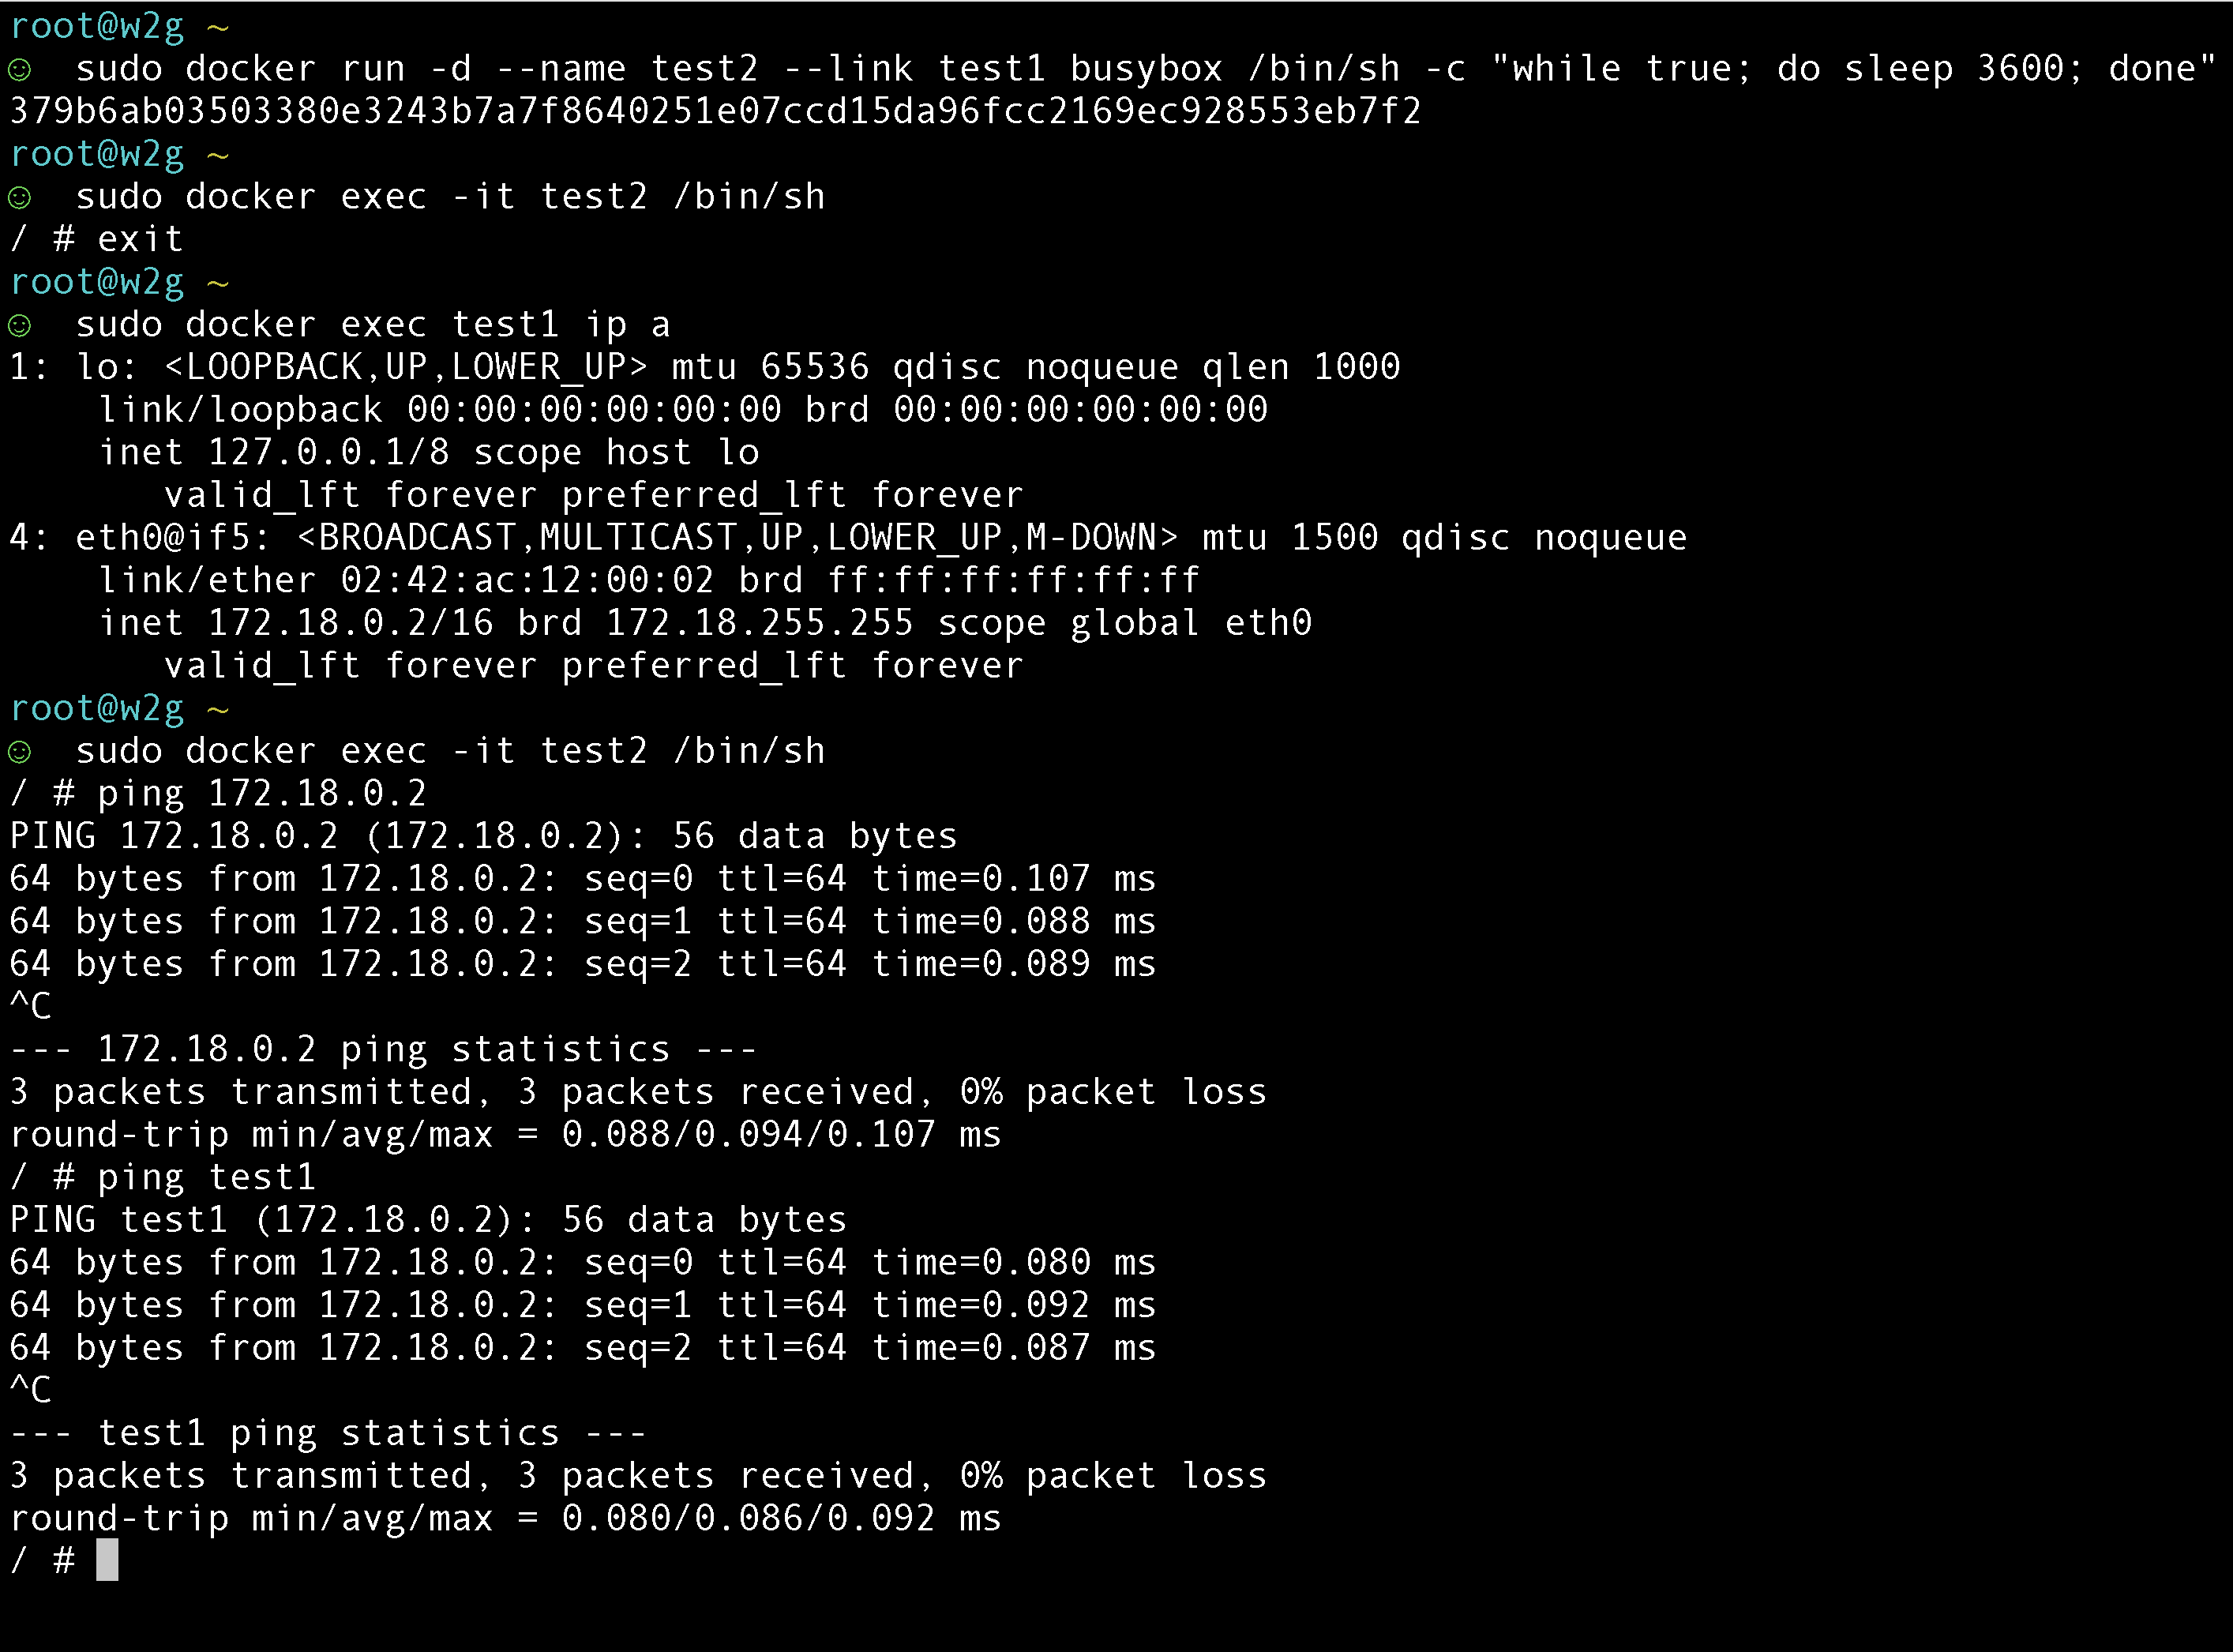 root@w2g ~
☺ sudo docker run -d --name test2 --link test1 busybox /bin/sh -c "while true; do sleep 3600; done"
379b6ab03503380e3243b7a7f8640251e07ccd15da96fcc2169ec928553eb7f2
root@w2g ~
☺ sudo docker exec -it test2 /bin/sh
/ # exit
root@w2g ~
☺ sudo docker exec test1 ip a
1: lo: <LOOPBACK,UP,LOWER_UP> mtu 65536 qdisc noqueue qlen 1000
    link/loopback 00:00:00:00:00:00 brd 00:00:00:00:00:00
    inet 127.0.0.1/8 scope host lo
       valid_lft forever preferred_lft forever
4: eth0@if5: <BROADCAST,MULTICAST,UP,LOWER_UP,M-DOWN> mtu 1500 qdisc noqueue
    link/ether 02:42:ac:12:00:02 brd ff:ff:ff:ff:ff:ff
    inet 172.18.0.2/16 brd 172.18.255.255 scope global eth0
       valid_lft forever preferred_lft forever
root@w2g ~
☺ sudo docker exec -it test2 /bin/sh
/ # ping 172.18.0.2
PING 172.18.0.2 (172.18.0.2): 56 data bytes
64 bytes from 172.18.0.2: seq=0 ttl=64 time=0.107 ms
64 bytes from 172.18.0.2: seq=1 ttl=64 time=0.088 ms
64 bytes from 172.18.0.2: seq=2 ttl=64 time=0.089 ms
^C
--- 172.18.0.2 ping statistics ---
3 packets transmitted, 3 packets received, 0% packet loss
round-trip min/avg/max = 0.088/0.094/0.107 ms
/ # ping test1
PING test1 (172.18.0.2): 56 data bytes
64 bytes from 172.18.0.2: seq=0 ttl=64 time=0.080 ms
64 bytes from 172.18.0.2: seq=1 ttl=64 time=0.092 ms
64 bytes from 172.18.0.2: seq=2 ttl=64 time=0.087 ms
^C
--- test1 ping statistics ---
3 packets transmitted, 3 packets received, 0% packet loss
round-trip min/avg/max = 0.080/0.086/0.092 ms
/ #